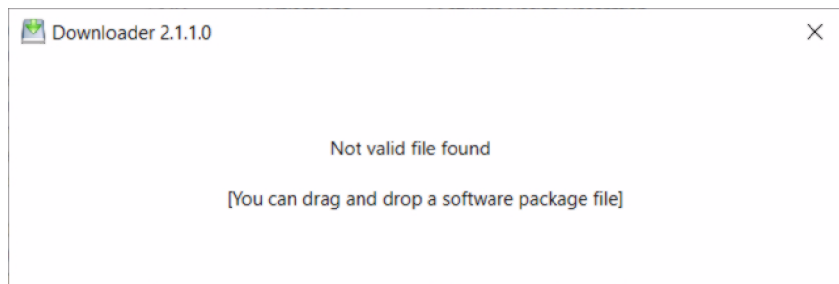 Downloader 2.1.1.0
Not valid file found
[You can drag and drop a software package file]